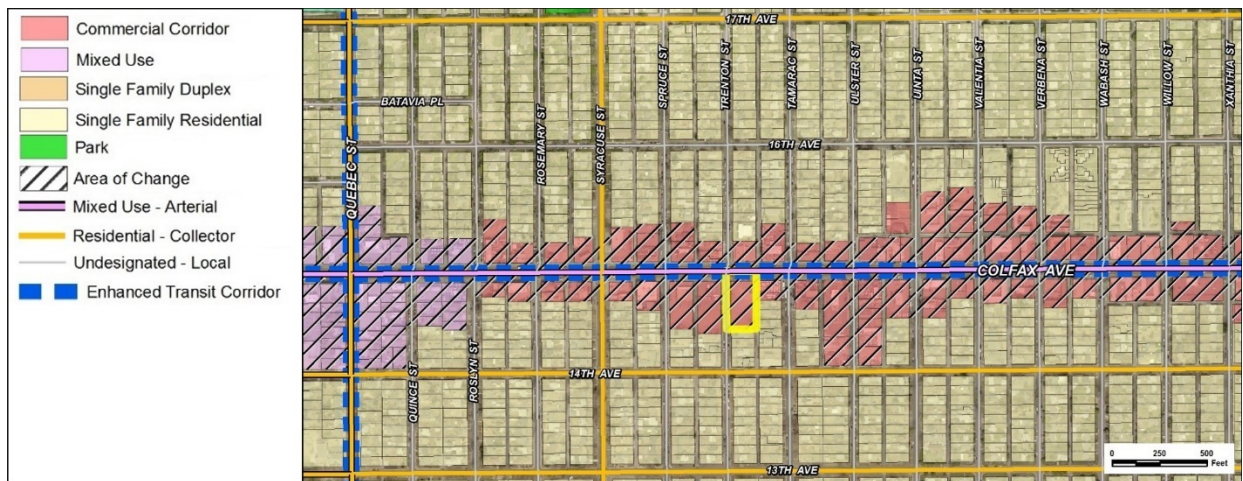 Commercial Corridor
Mixed Use
Single Family Duplex
Single Family Residential
Park
Area of Change
Mixed Use - Arterial
Residential - Collector
Undesignated - Local
Enhanced Transit Corridor
17TH AVE
SPRUCE ST
TRENTON ST
TAMARAC ST
ULSTER ST
UINTA ST
VALENTIA ST
VERBENA ST
WABASH ST
WILLOW ST
XANTHIA ST
BATAVIA PL
ROSEMARY ST
SYRACUSE ST
16TH AVE
QUEBEC ST
COLFAX AVE
QUINCE ST
ROSLYN ST
14TH AVE
13TH AVE
0 250 500
Feet